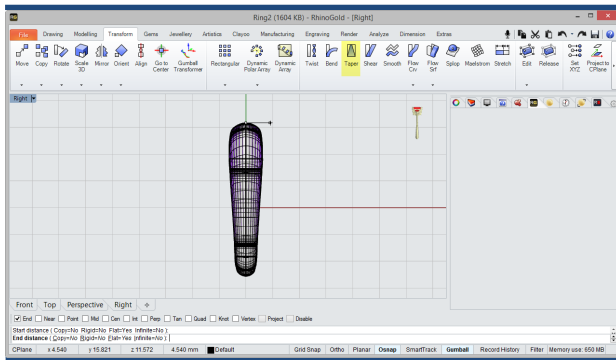 Ring2 (1604 KB) - RhinoGold - [Right]
File Drawing Modelling Transform Gems Jewellery Artistics Clayoo Manufacturing Engraving Render Analyze Dimension Extras
Move Copy Rotate Scale 3D Mirror Orient Align Go to Center Gumball Transformer Rectangular Dynamic Polar Array Dynamic Array Twist Bend Taper Shear Smooth Flow Crv Flow Srf Splop Maelstrom Stretch Edit Release Set XYZ Project to CPlane
Right
Front Top Perspective Right
End Near Point Mid Cen Int Perp Tan Quad Knot Vertex Project Disable
Start distance ( Copy=No Rigid=No Flat=Yes Infinite=No ):
End distance ( Copy=No Rigid=No Flat=Yes Infinite=No ):
CPlane x 4.540 y 15.821 z 11.572 4.540 mm Default Grid Snap Ortho Planar Osnap SmartTrack Gumball Record History Filter Memory use: 650 MB